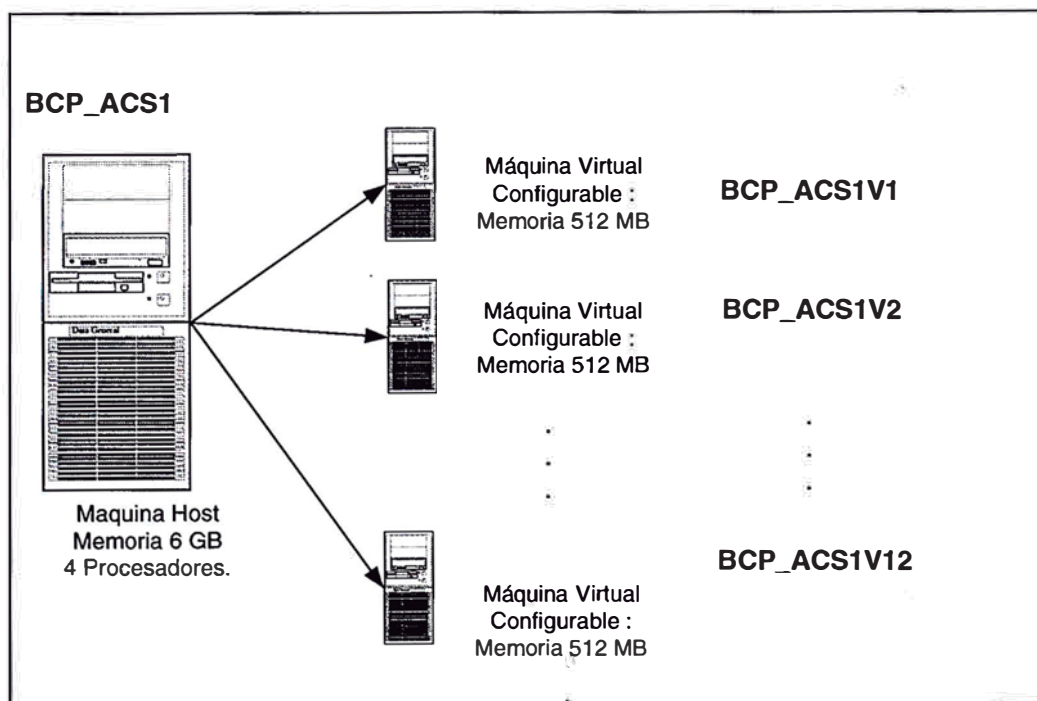 BCP_ACS1
Máquina Virtual
Configurable :
Memoria 512 MB
BCP_ACS1V1
Data General
Máquina Virtual
Configurable :
Memoria 512 MB
BCP_ACS1V2
Maquina Host
Memoria 6 GB
4 Procesadores.
Máquina Virtual
Configurable :
Memoria 512 MB
BCP_ACS1V12